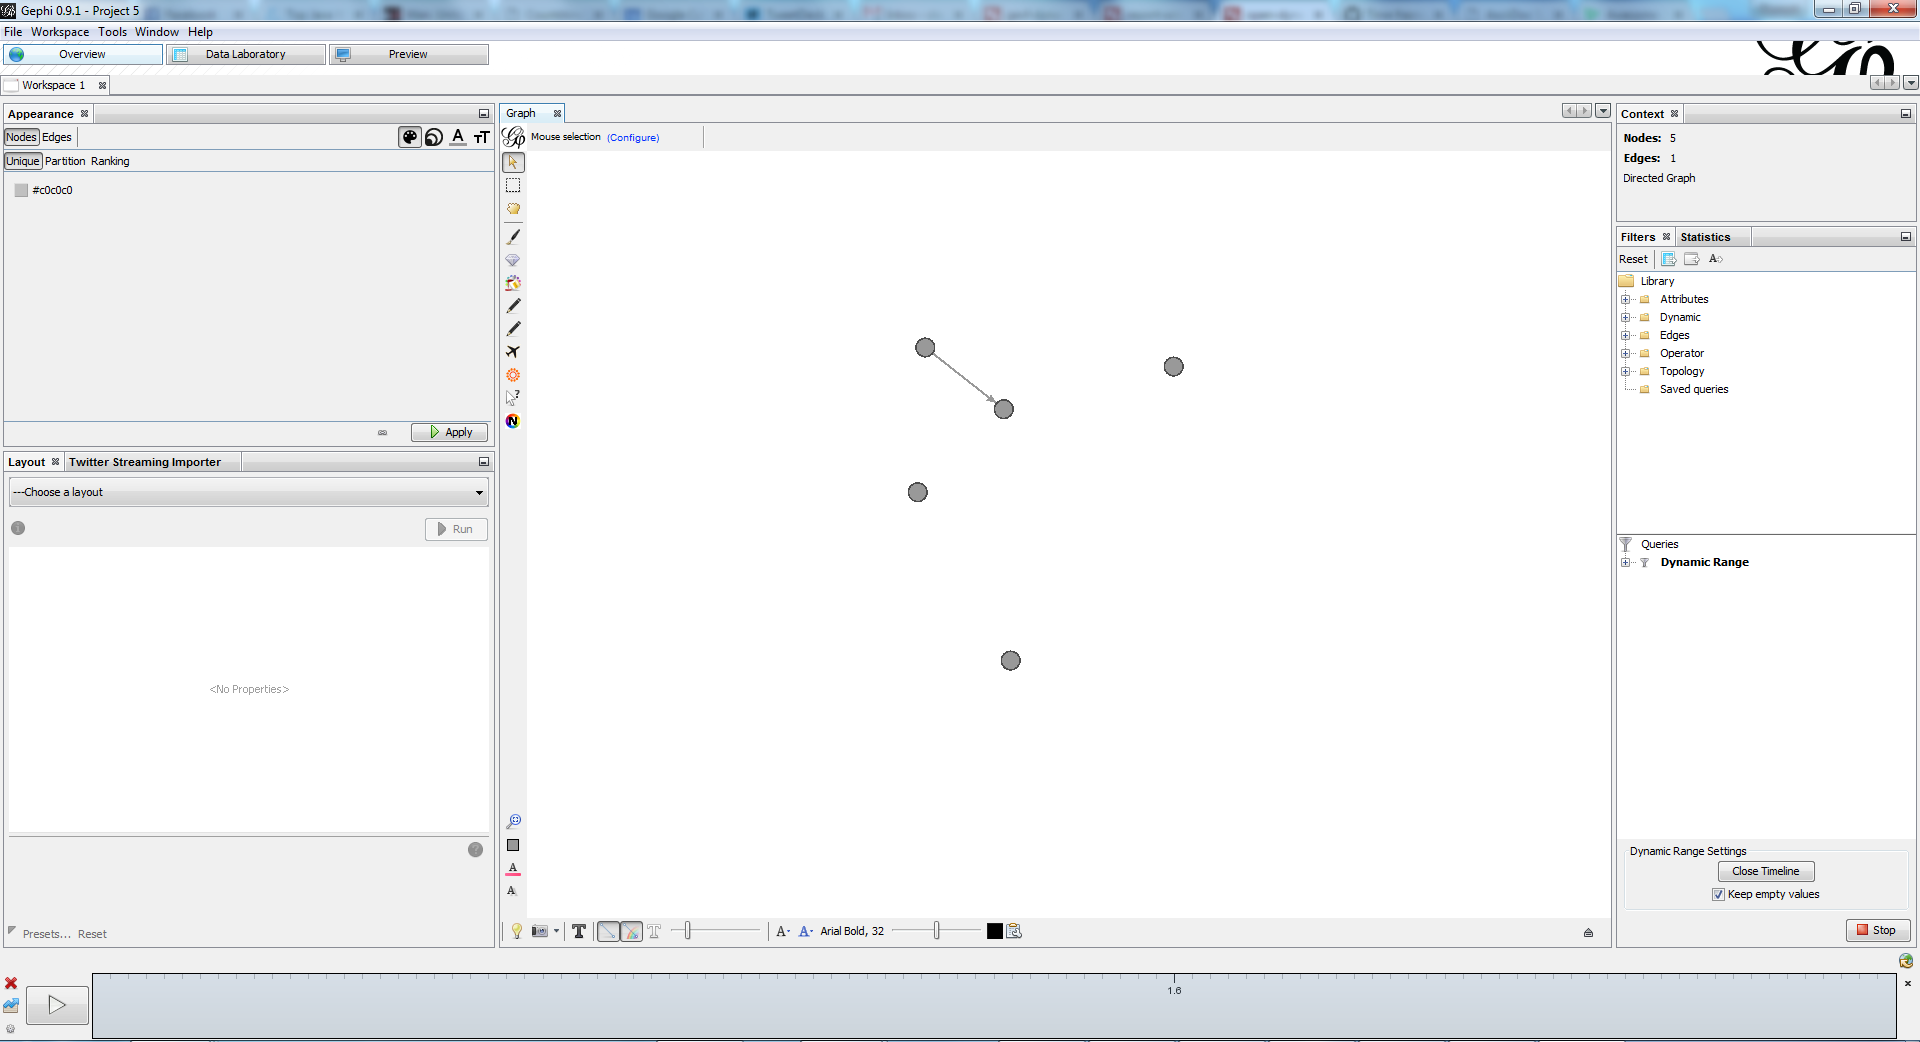 Gephi 0.9.1 - Project 5
File Workspace Tools Window Help
Overview Data Laboratory Preview
Workspace 1
Appearance
Nodes Edges
Unique Partition Ranking
#c0c0c0
Apply
Layout Twitter Streaming Importer
---Choose a layout
Run
<No Properties>
Presets... Reset
Graph
Mouse selection (Configure)
Arial Bold, 32
Context
Nodes: 5
Edges: 1
Directed Graph
Filters Statistics
Reset
Library
Attributes
Dynamic
Edges
Operator
Topology
Saved queries
Queries
Dynamic Range
Dynamic Range Settings
Close Timeline
Keep empty values
Stop
1.6